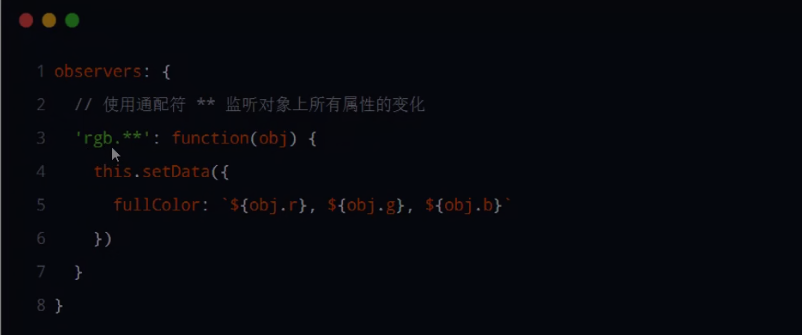 1 observers: {
2 // 使用通配符 ** 监听对象上所有属性的变化
3 'rgb.**': function(obj) {
4 this.setData({
5 fullColor: `${obj.r}, ${obj.g}, ${obj.b}`
6 })
7 }
8 }